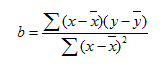 b = ∑(x − x̄)(y − y̅) / ∑(x − x̄)²